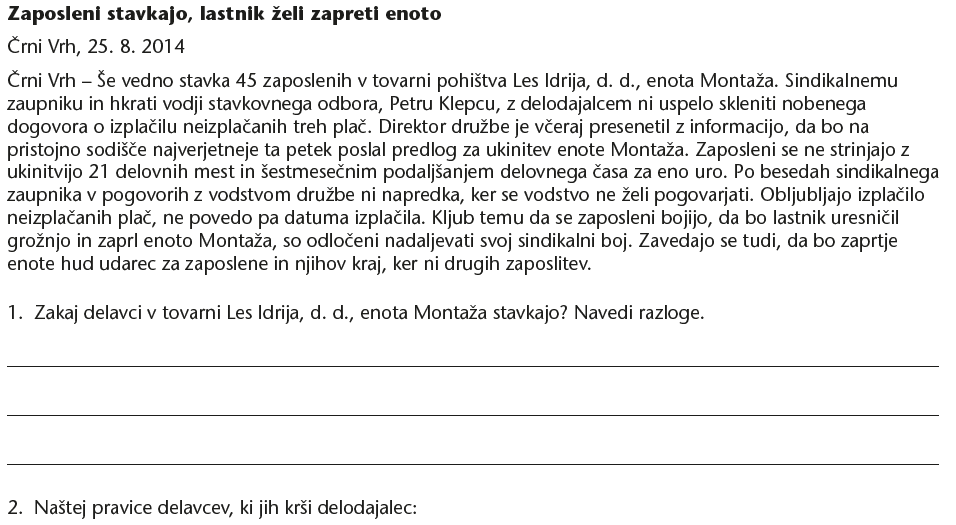 Zaposleni stavkajo, lastnik želi zapreti enoto
Črni Vrh, 25. 8. 2014
Črni Vrh – Še vedno stavka 45 zaposlenih v tovarni pohištva Les Idrija, d. d., enota Montaža. Sindikalnemu
zaupniku in hkrati vodji stavkovnega odbora, Petru Klepcu, z delodajalcem ni uspelo skleniti nobenega
dogovora o izplačilu neizplačanih treh plač. Direktor družbe je včeraj presenetil z informacijo, da bo na
pristojno sodišče najverjetneje ta petek poslal predlog za ukinitev enote Montaža. Zaposleni se ne strinjajo z
ukinitvijo 21 delovnih mest in šestmesečnim podaljšanjem delovnega časa za eno uro. Po besedah sindikalnega
zaupnika v pogovorih z vodstvom družbe ni napredka, ker se vodstvo ne želi pogovarjati. Obljubljajo izplačilo
neizplačanih plač, ne povedo pa datuma izplačila. Kljub temu da se zaposleni bojijo, da bo lastnik uresničil
grožnjo in zaprl enoto Montaža, so odločeni nadaljevati svoj sindikalni boj. Zavedajo se tudi, da bo zaprtje
enote hud udarec za zaposlene in njihov kraj, ker ni drugih zaposlitev.
1. Zakaj delavci v tovarni Les Idrija, d. d., enota Montaža stavkajo? Navedi razloge.
2. Naštej pravice delavcev, ki jih krši delodajalec: